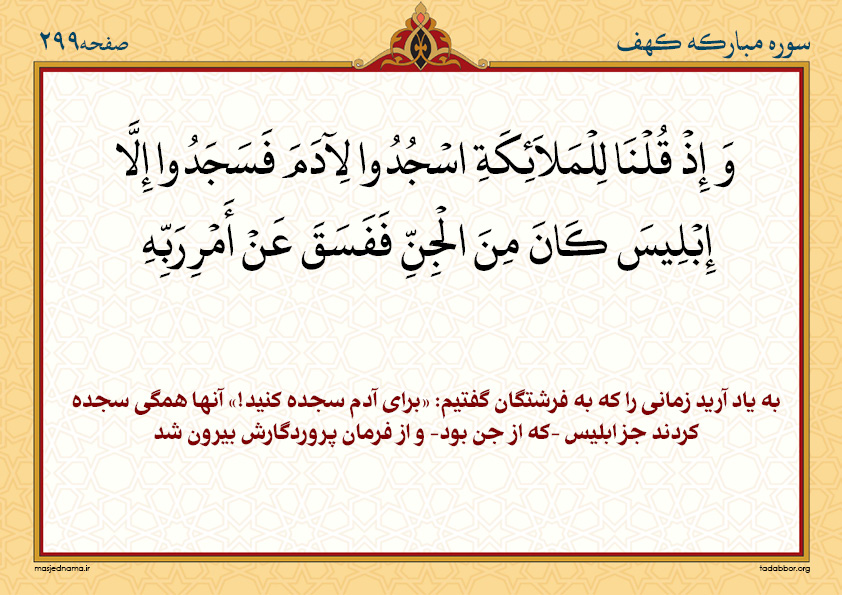 سوره مبارکه کهف
صفحه۲۹۹
وَ إِذْ قُلْنَا لِلْمَلَائِكَةِ اسْجُدُوا لِآدَمَ فَسَجَدُوا إِلَّا
إِبْلِيسَ كَانَ مِنَ الْجِنِّ فَفَسَقَ عَنْ أَمْرِ رَبِّهِ
به یاد آرید زمانی را که به فرشتگان گفتیم: «برای آدم سجده کنید!» آنها همگی سجده
کردند جز ابلیس -که از جن بود- و از فرمان پروردگارش بیرون شد
masjednama.ir
tadabbor.org